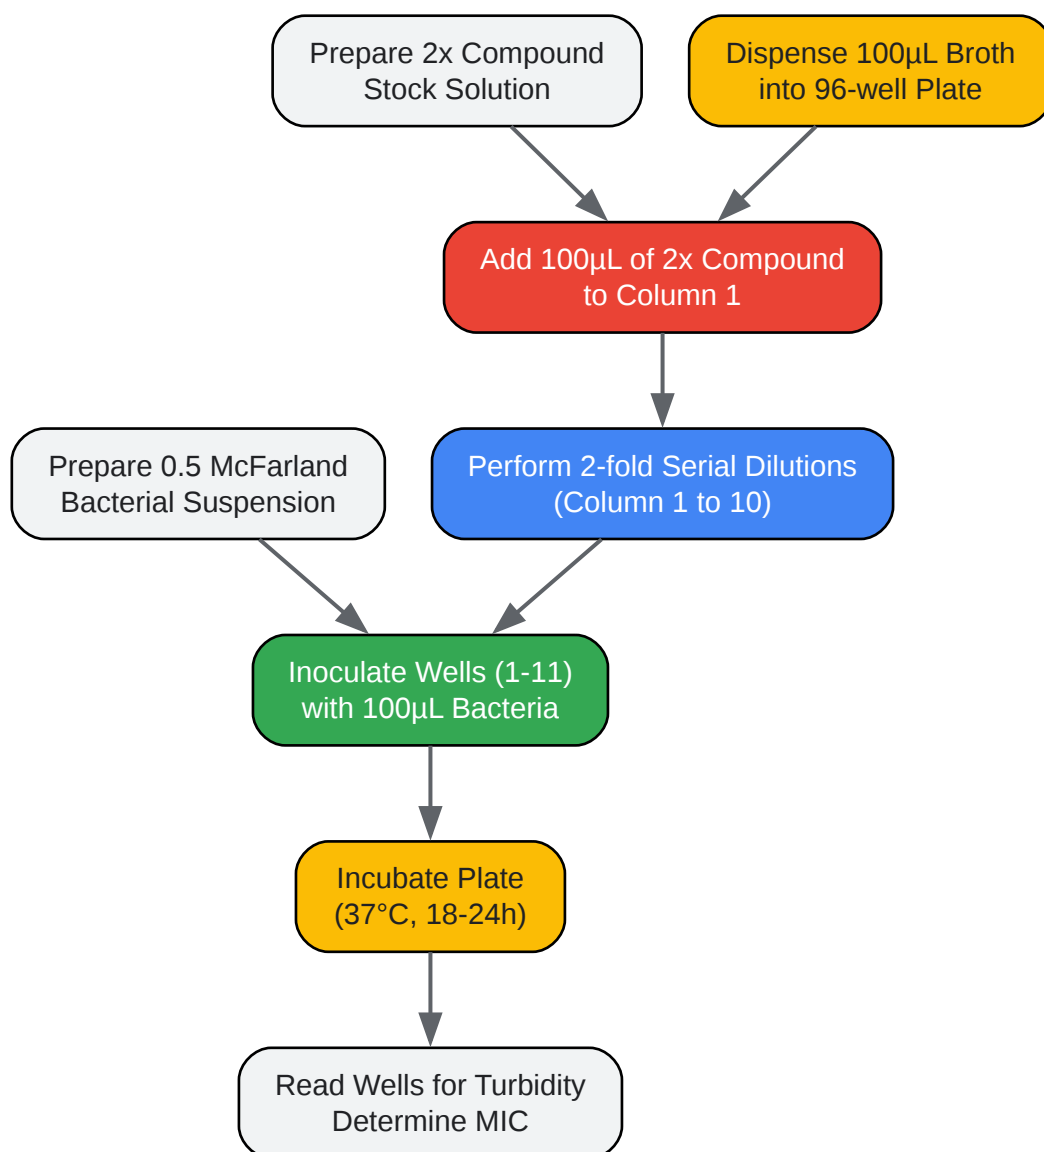 Prepare 2x Compound
Stock Solution
Dispense 100µL Broth
into 96-well Plate
Add 100µL of 2x Compound
to Column 1
Prepare 0.5 McFarland
Bacterial Suspension
Perform 2-fold Serial Dilutions
(Column 1 to 10)
Inoculate Wells (1-11)
with 100µL Bacteria
Incubate Plate
(37°C, 18-24h)
Read Wells for Turbidity
Determine MIC